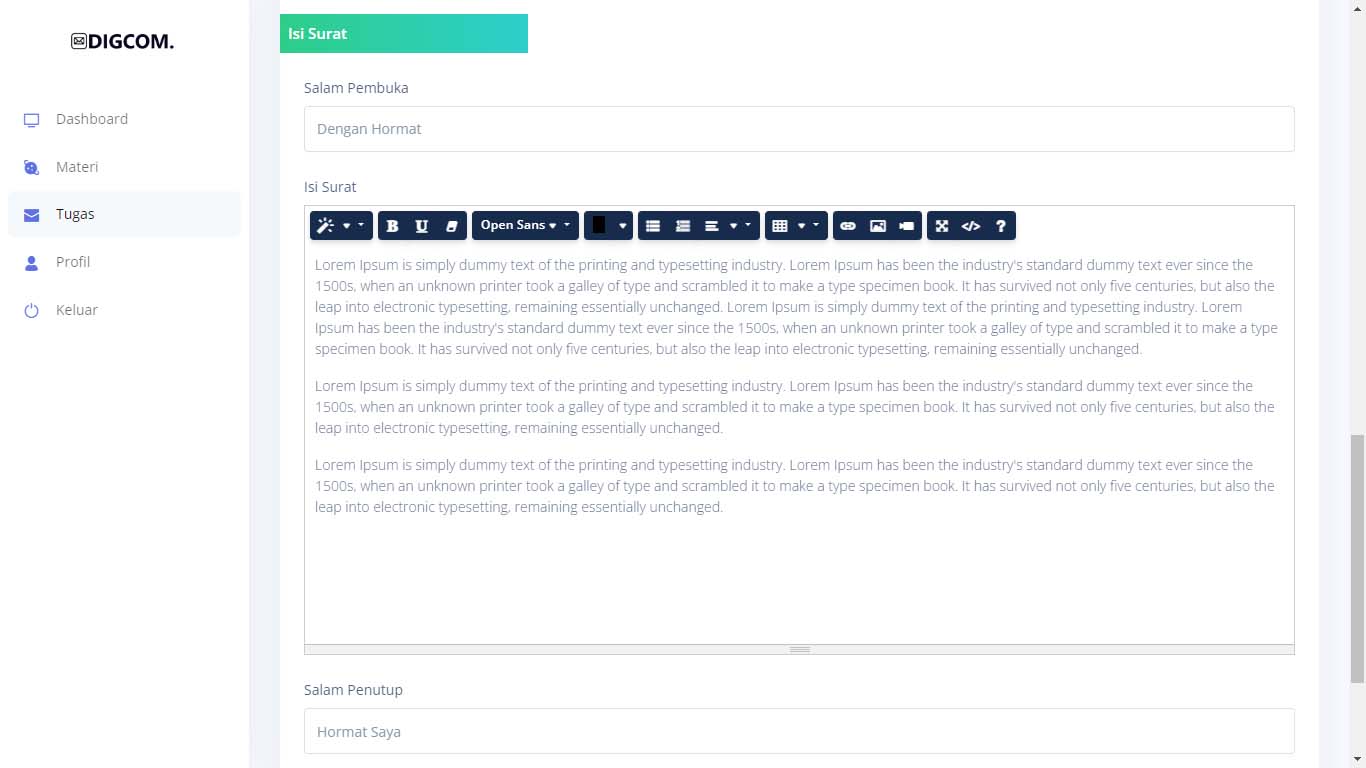 DIGCOM.
Dashboard
Materi
Tugas
Profil
Keluar
Isi Surat
Salam Pembuka
Dengan Hormat
Isi Surat
B U Open Sans </> ?
Lorem Ipsum is simply dummy text of the printing and typesetting industry. Lorem Ipsum has been the industry's standard dummy text ever since the
1500s, when an unknown printer took a galley of type and scrambled it to make a type specimen book. It has survived not only five centuries, but also the
leap into electronic typesetting, remaining essentially unchanged. Lorem Ipsum is simply dummy text of the printing and typesetting industry. Lorem
Ipsum has been the industry's standard dummy text ever since the 1500s, when an unknown printer took a galley of type and scrambled it to make a type
specimen book. It has survived not only five centuries, but also the leap into electronic typesetting, remaining essentially unchanged.
Lorem Ipsum is simply dummy text of the printing and typesetting industry. Lorem Ipsum has been the industry's standard dummy text ever since the
1500s, when an unknown printer took a galley of type and scrambled it to make a type specimen book. It has survived not only five centuries, but also the
leap into electronic typesetting, remaining essentially unchanged.
Lorem Ipsum is simply dummy text of the printing and typesetting industry. Lorem Ipsum has been the industry's standard dummy text ever since the
1500s, when an unknown printer took a galley of type and scrambled it to make a type specimen book. It has survived not only five centuries, but also the
leap into electronic typesetting, remaining essentially unchanged.
Salam Penutup
Hormat Saya